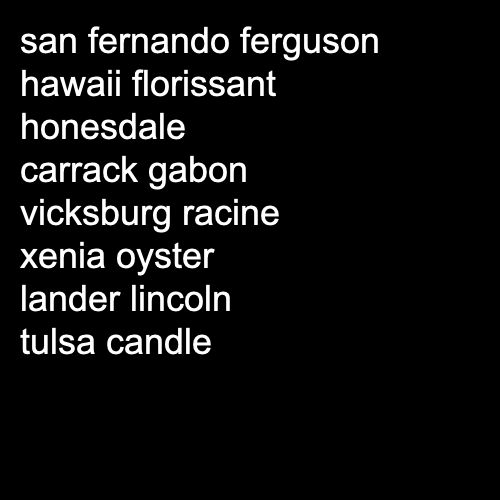 san fernando ferguson
hawaii florissant
honesdale
carrack gabon
vicksburg racine
xenia oyster
lander lincoln
tulsa candle